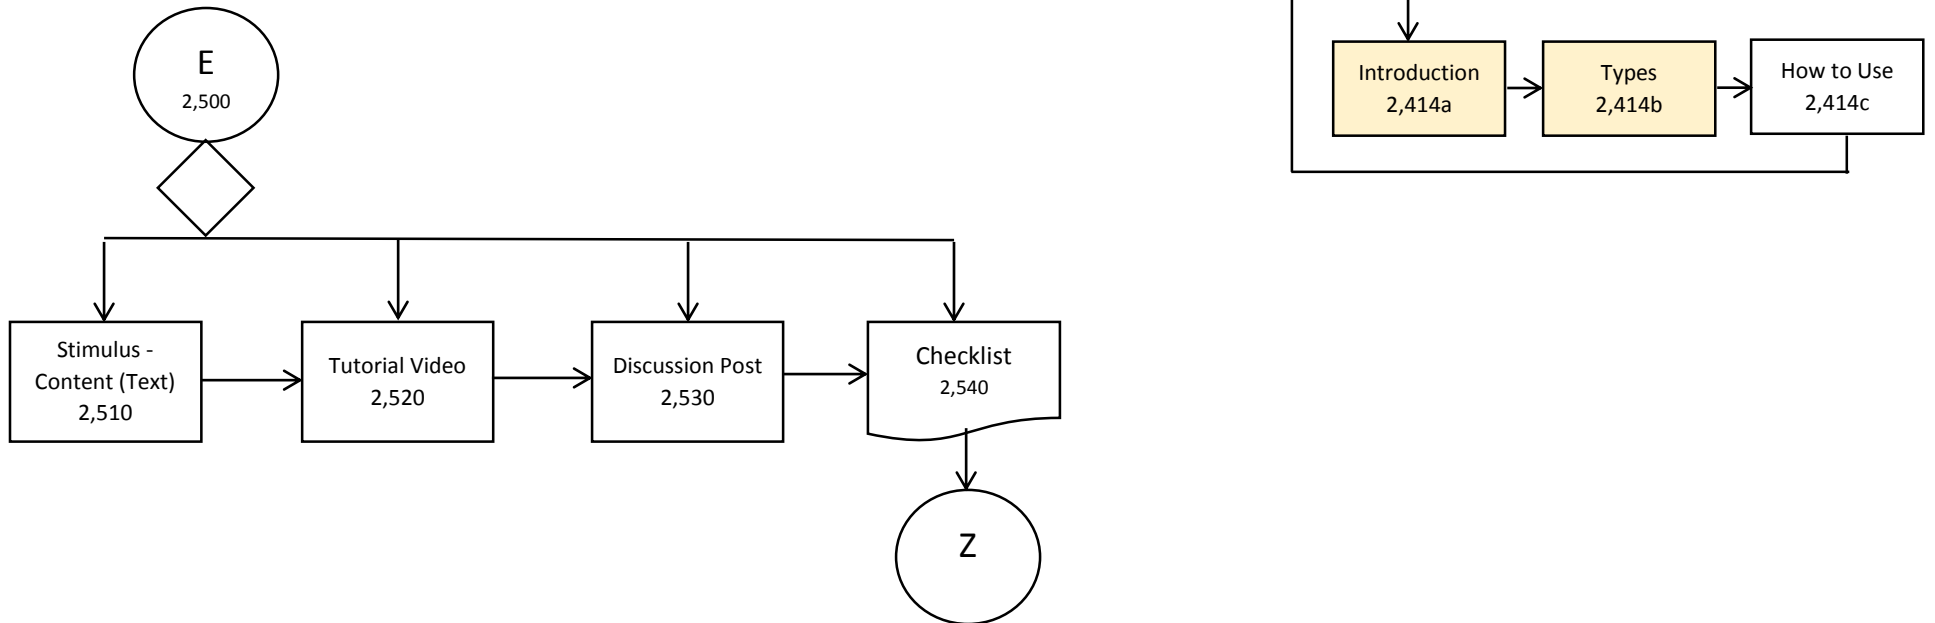 E
2,500
Introduction
2,414a
Types
2,414b
How to Use
2,414c
Stimulus -
Content (Text)
2,510
Tutorial Video
2,520
Discussion Post
2,530
Checklist
2,540
Z